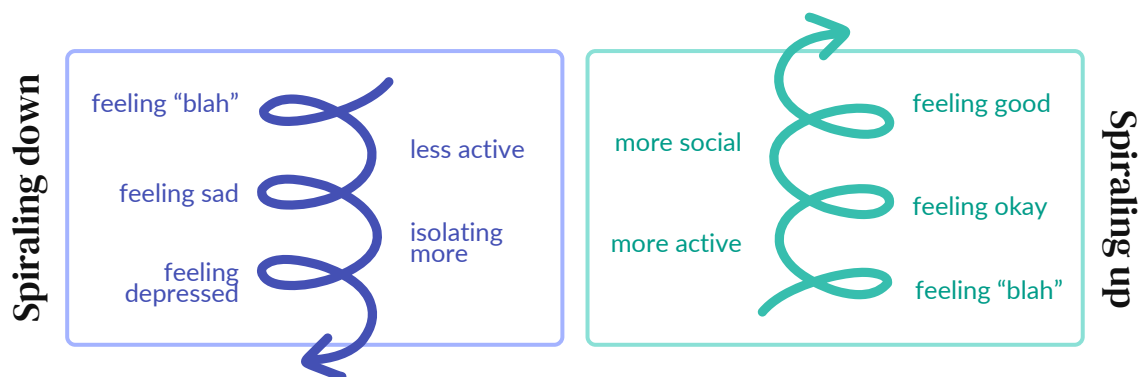 Spiraling down
feeling “blah”
less active
feeling sad
isolating
more
feeling
depressed
feeling good
more social
feeling okay
more active
feeling “blah”
Spiraling up